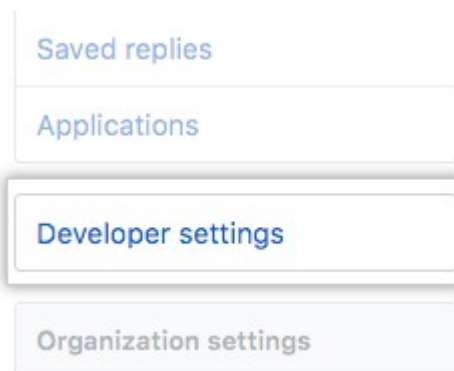 Saved replies
Applications
Developer settings
Organization settings